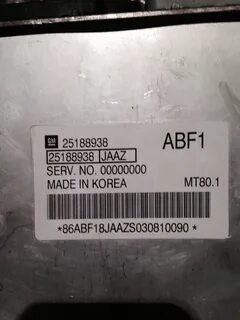 GM 25188938 ABF1
25188938 JAAZ
SERV. NO. 00000000
MADE IN KOREA MT80.1
*86ABF18JAAZS030810090*